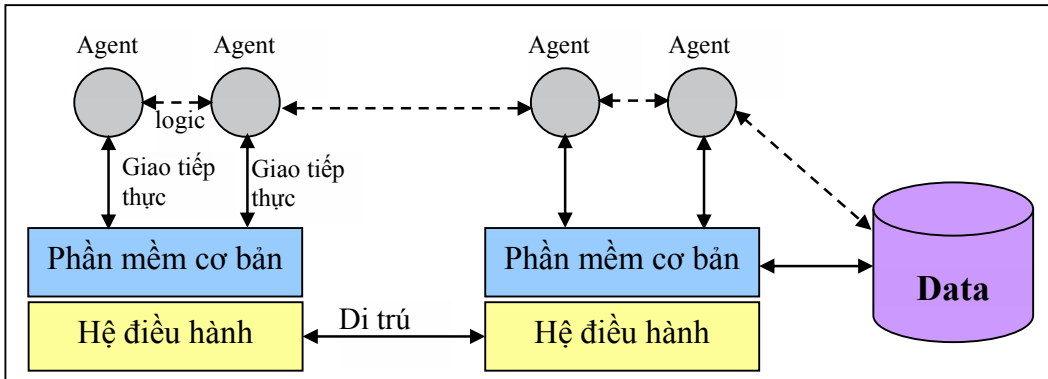 Agent
Agent
Agent
Agent
logic
Giao tiếp
thực
Giao tiếp
thực
Phần mềm cơ bản
Phần mềm cơ bản
Data
Hệ điều hành
Di trú
Hệ điều hành